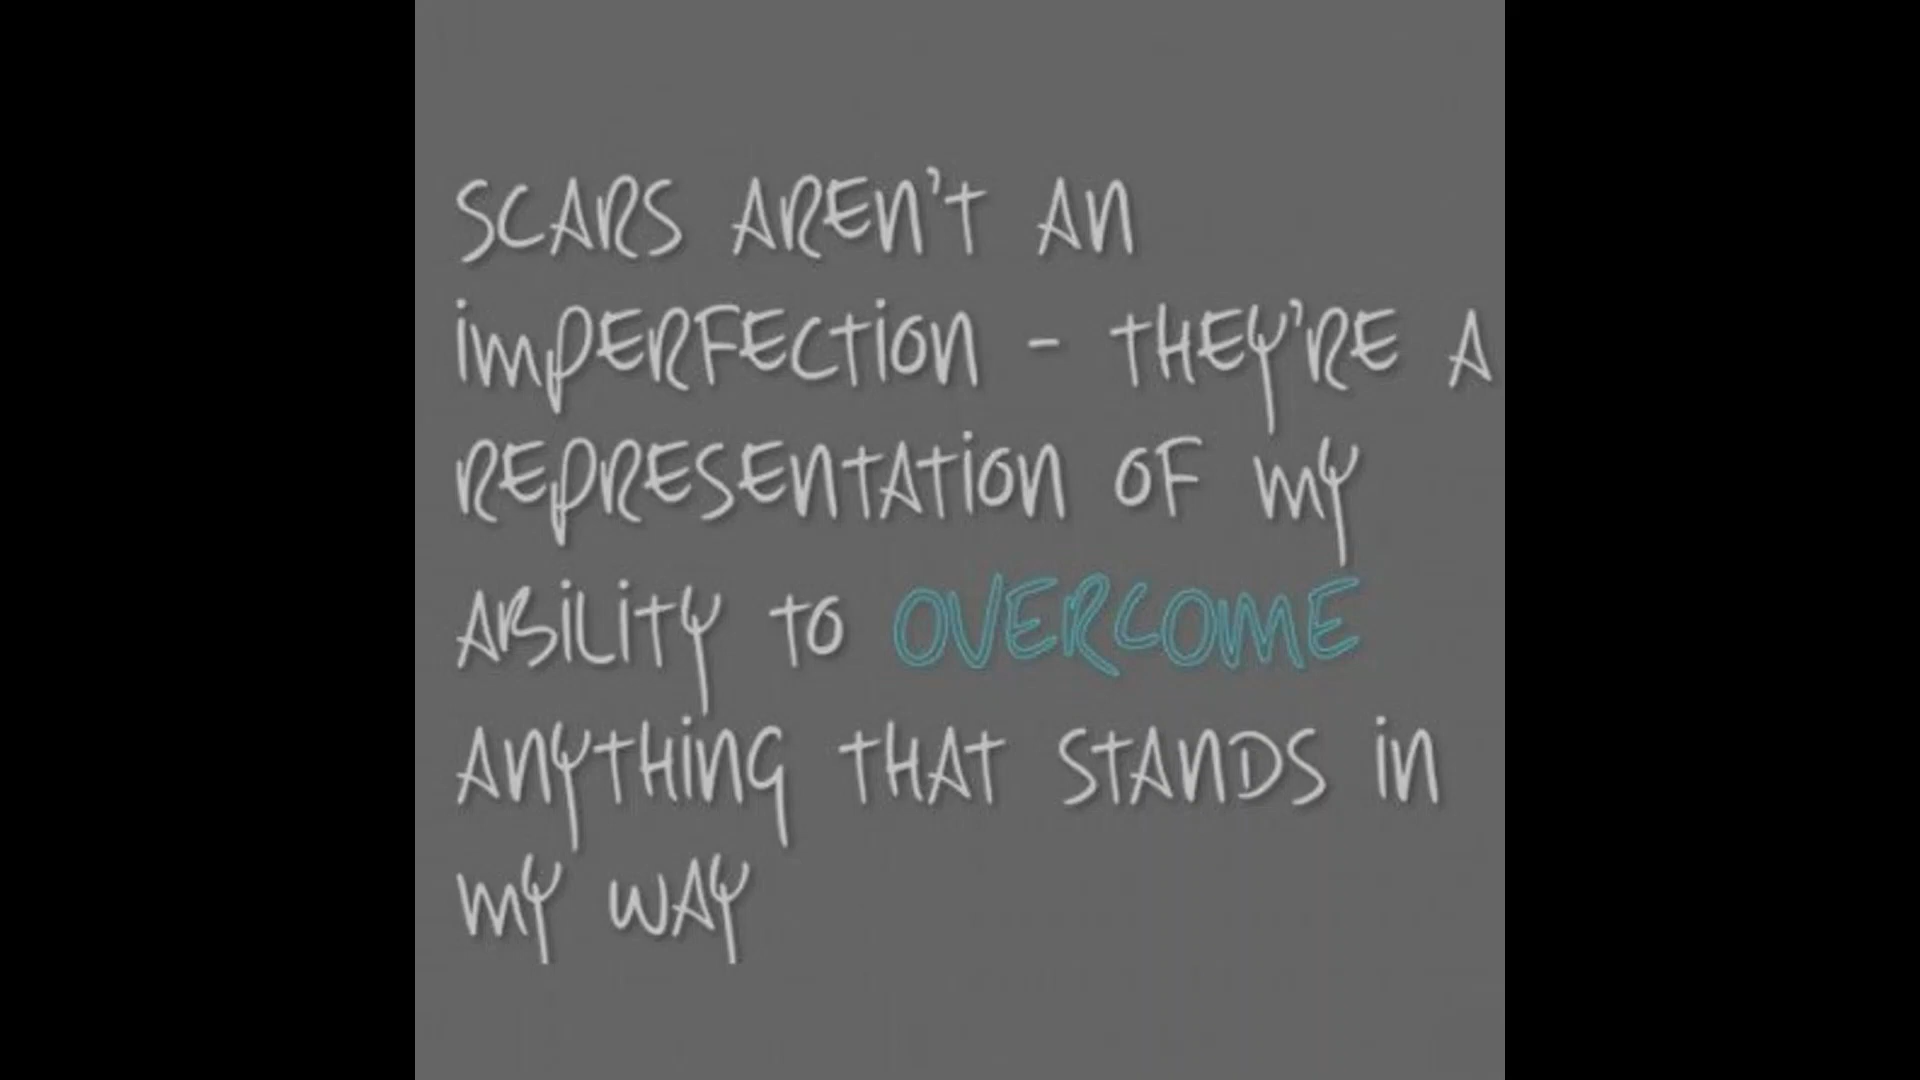 SCARS AREN'T AN
IMPERFECTION - THEY'RE A
REPRESENTATION OF MY
ABILITY TO OVERCOME
ANYTHING THAT STANDS IN
MY WAY